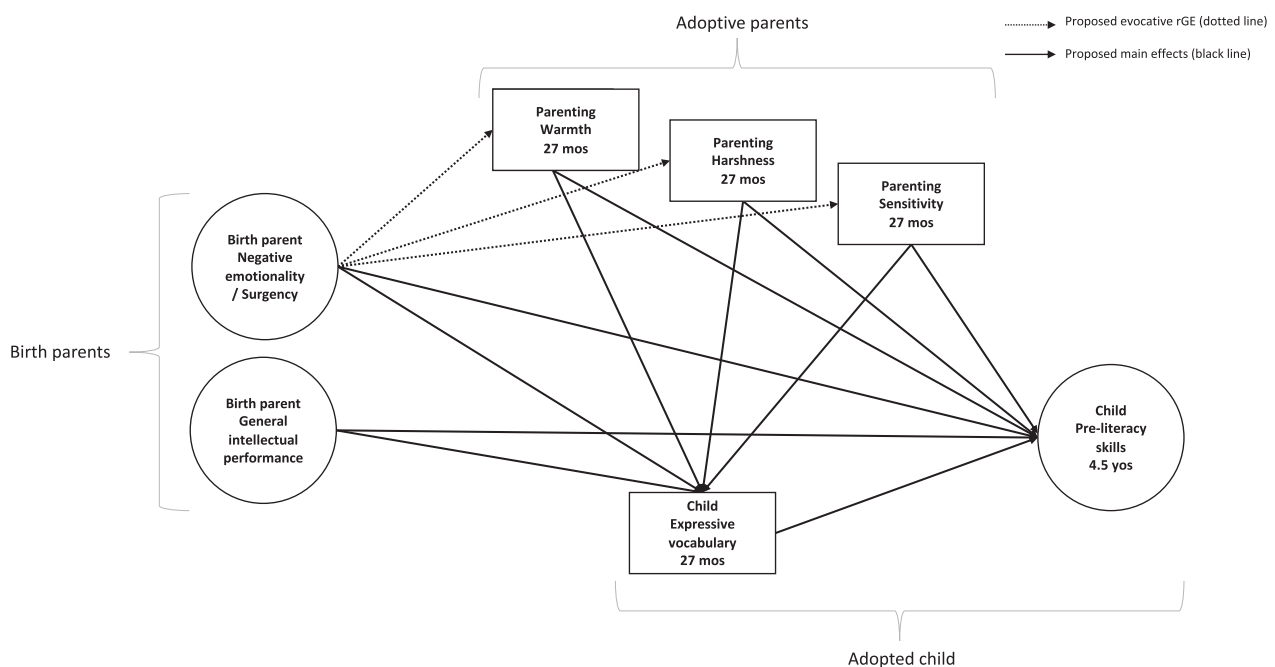 Adoptive parents
Proposed evocative rGE (dotted line)
Proposed main effects (black line)
Parenting
Warmth
27 mos
Parenting
Harshness
27 mos
Parenting
Sensitivity
27 mos
Birth parents
Birth parent
Negative
emotionality
/ Surgency
Birth parent
General
intellectual
performance
Child
Expressive
vocabulary
27 mos
Child
Pre-literacy
skills
4.5 yos
Adopted child